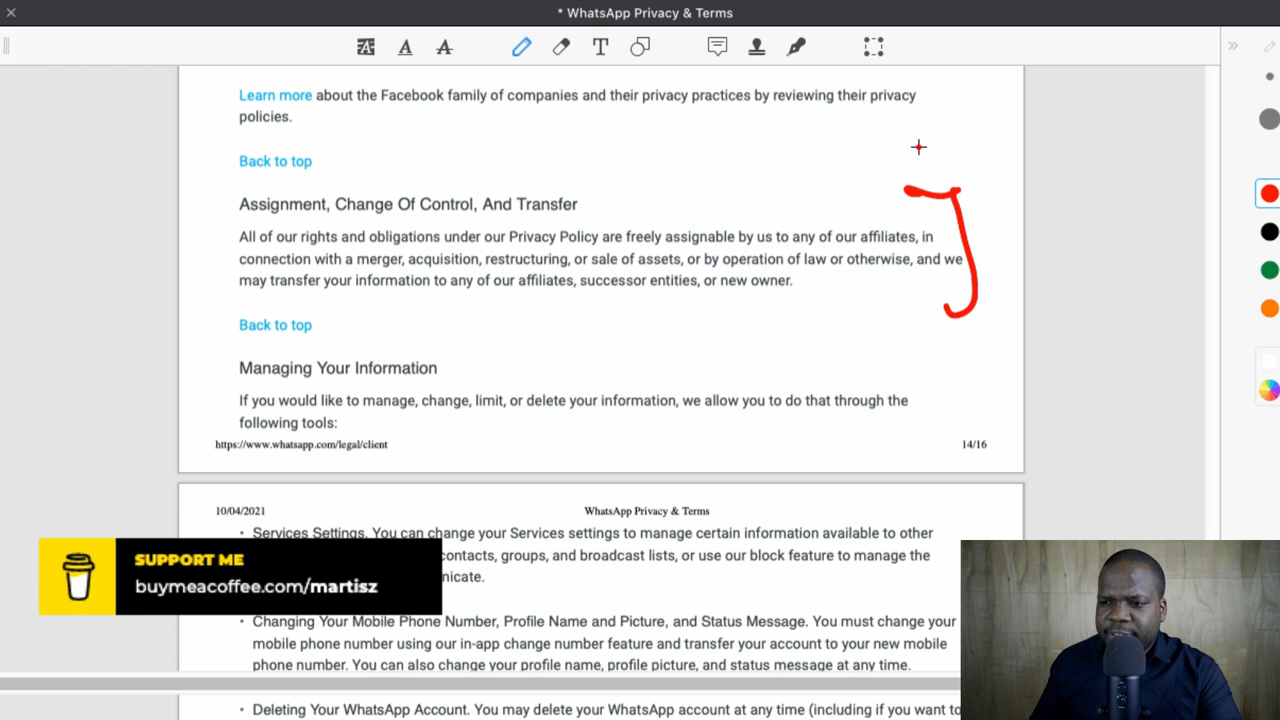 * WhatsApp Privacy & Terms
Learn more about the Facebook family of companies and their privacy practices by reviewing their privacy
policies.
Back to top
Assignment, Change Of Control, And Transfer
All of our rights and obligations under our Privacy Policy are freely assignable by us to any of our affiliates, in
connection with a merger, acquisition, restructuring, or sale of assets, or by operation of law or otherwise, and we
may transfer your information to any of our affiliates, successor entities, or new owner.
Back to top
Managing Your Information
If you would like to manage, change, limit, or delete your information, we allow you to do that through the
following tools:
https://www.whatsapp.com/legal/client 14/16
10/04/2021 WhatsApp Privacy & Terms
• Services Settings. You can change your Services settings to manage certain information available to other
contacts, groups, and broadcast lists, or use our block feature to manage the
nicate.
SUPPORT ME
buymeacoffee.com/martisz
• Changing Your Mobile Phone Number, Profile Name and Picture, and Status Message. You must change your
mobile phone number using our in-app change number feature and transfer your account to your new mobile
phone number. You can also change your profile name, profile picture, and status message at any time.
• Deleting Your WhatsApp Account. You may delete your WhatsApp account at any time (including if you want to